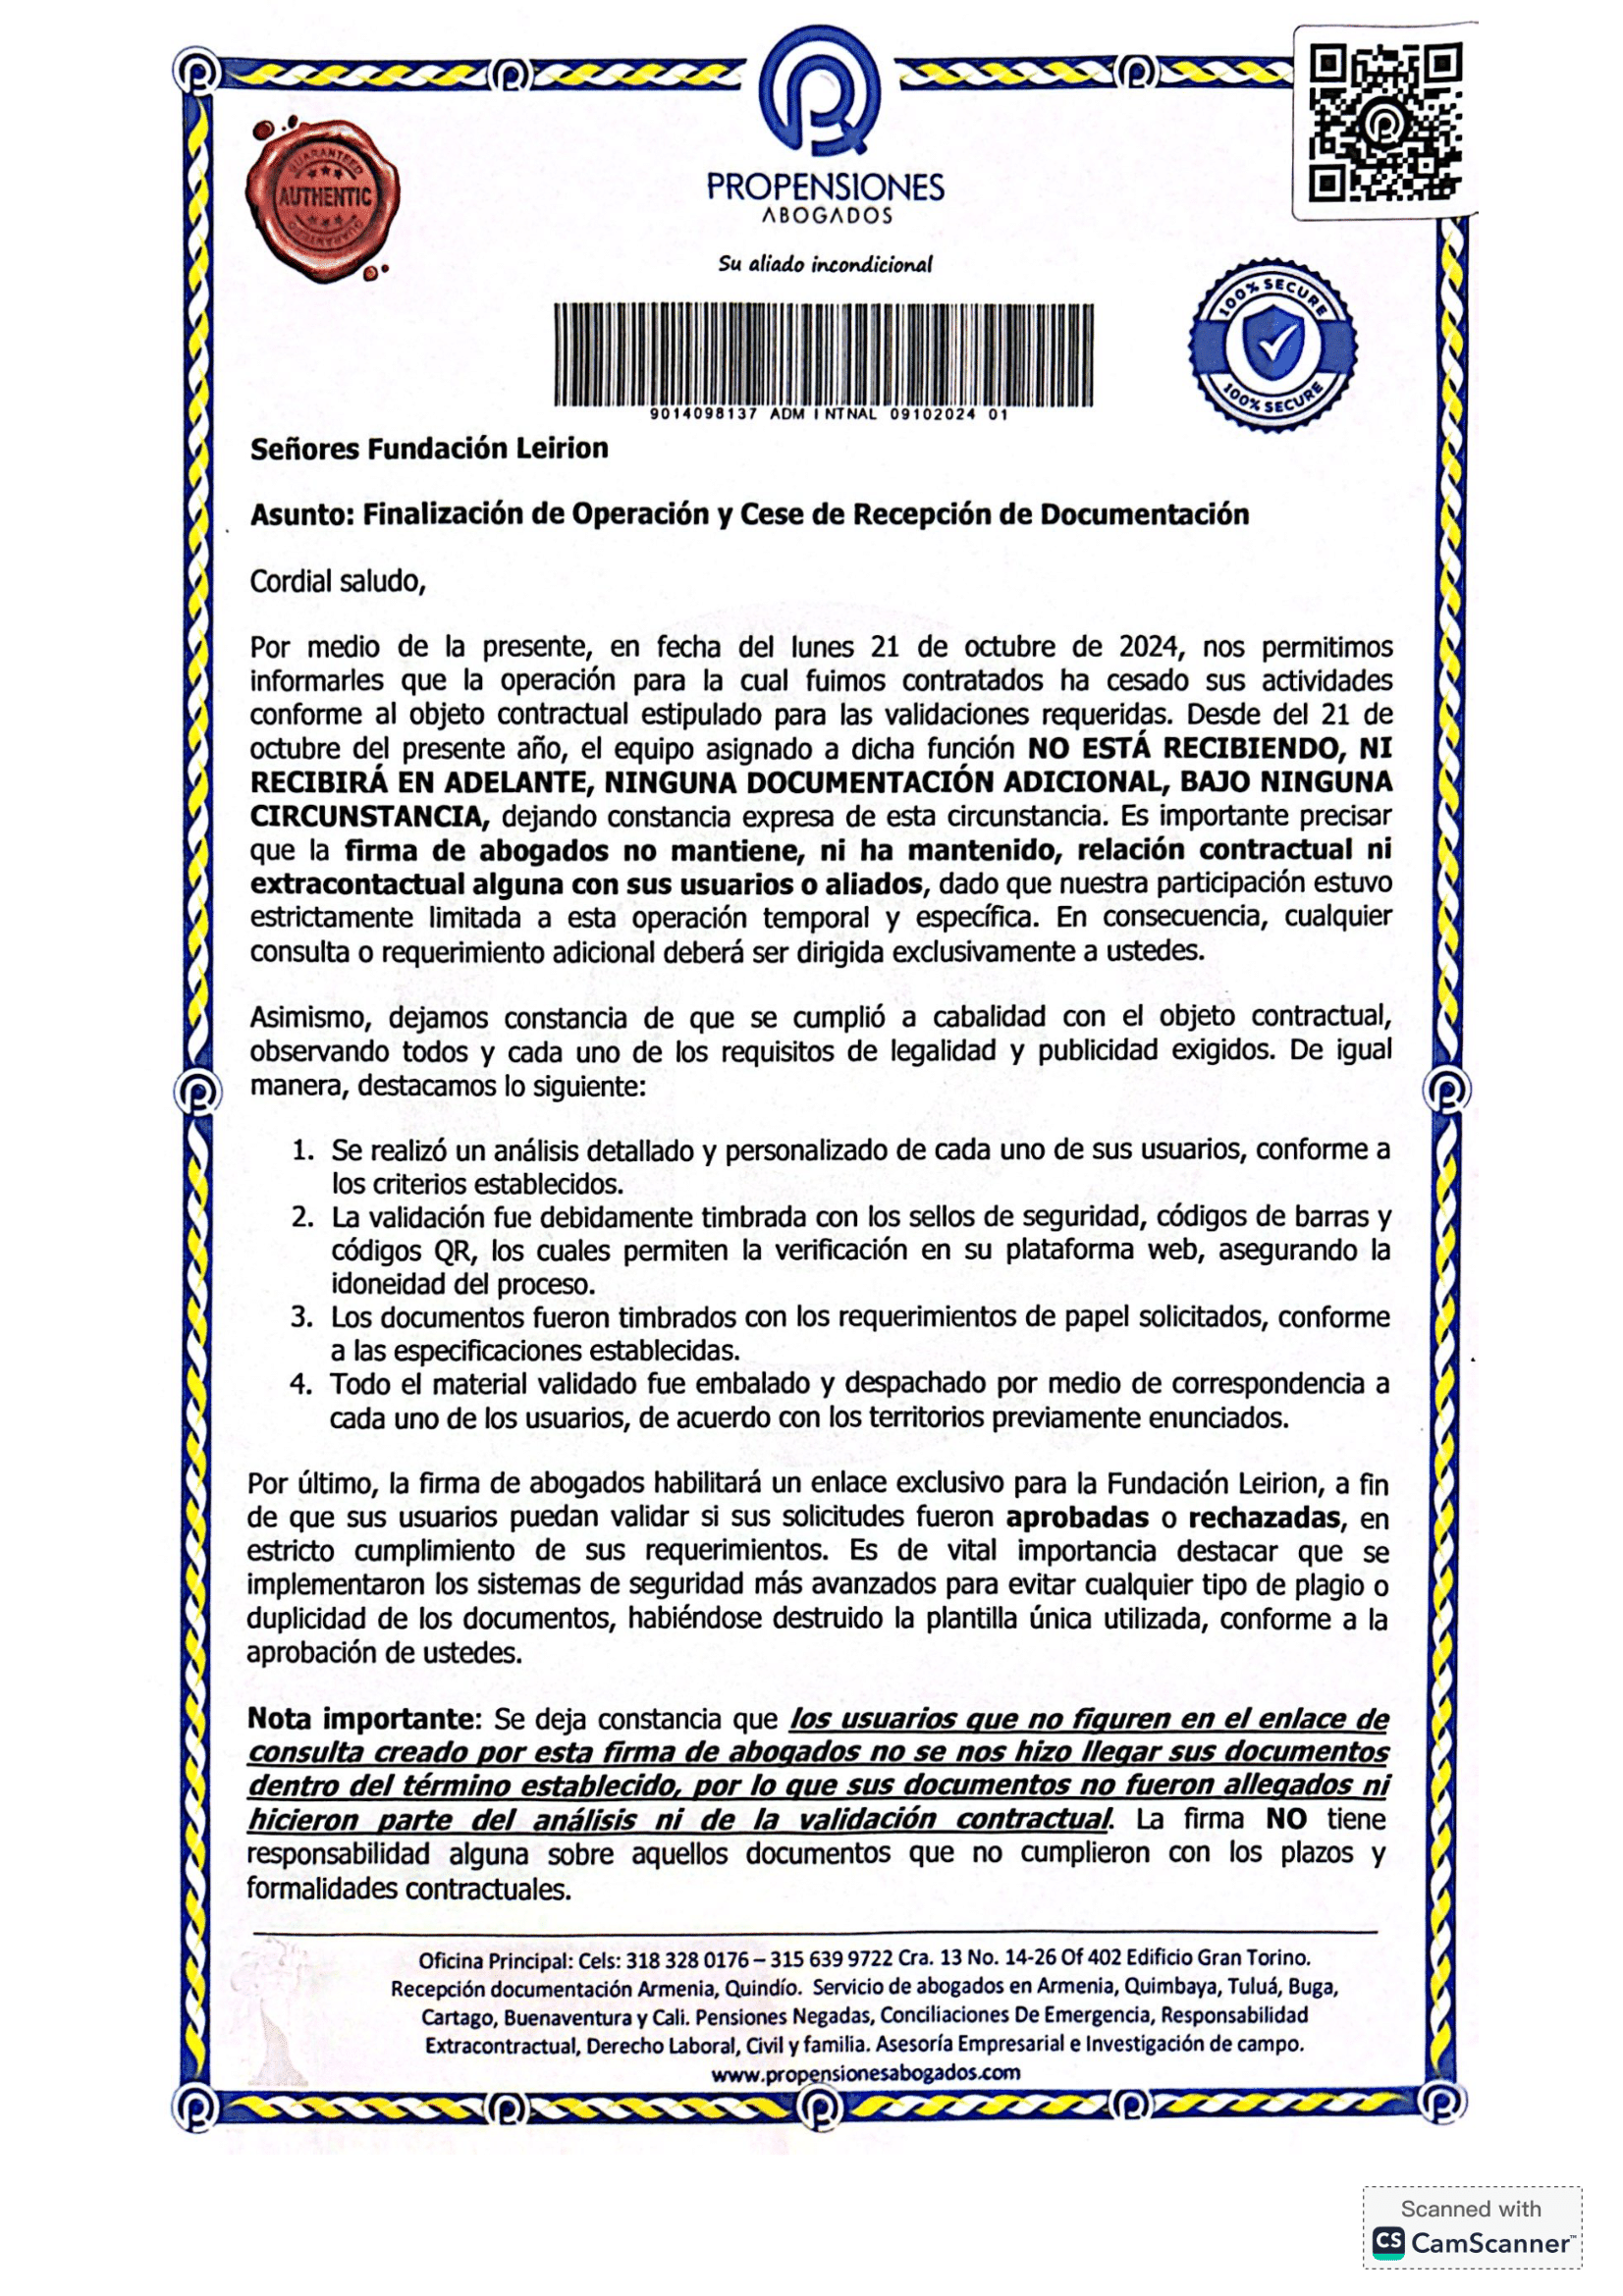 PROPENSIONES
ABOGADOS
Su aliado incondicional
GUARANTEED
AUTHENTIC
GUARANTEED
100% SECURE
100% SECURE
9014098137 ADM INTNAL 09102024 01
Señores Fundación Leirion
Asunto: Finalización de Operación y Cese de Recepción de Documentación
Cordial saludo,
Por medio de la presente, en fecha del lunes 21 de octubre de 2024, nos permitimos
informarles que la operación para la cual fuimos contratados ha cesado sus actividades
conforme al objeto contractual estipulado para las validaciones requeridas. Desde del 21 de
octubre del presente año, el equipo asignado a dicha función NO ESTÁ RECIBIENDO, NI
RECIBIRÁ EN ADELANTE, NINGUNA DOCUMENTACIÓN ADICIONAL, BAJO NINGUNA
CIRCUNSTANCIA, dejando constancia expresa de esta circunstancia. Es importante precisar
que la firma de abogados no mantiene, ni ha mantenido, relación contractual ni
extracontactual alguna con sus usuarios o aliados, dado que nuestra participación estuvo
estrictamente limitada a esta operación temporal y específica. En consecuencia, cualquier
consulta o requerimiento adicional deberá ser dirigida exclusivamente a ustedes.
Asimismo, dejamos constancia de que se cumplió a cabalidad con el objeto contractual,
observando todos y cada uno de los requisitos de legalidad y publicidad exigidos. De igual
manera, destacamos lo siguiente:
1. Se realizó un análisis detallado y personalizado de cada uno de sus usuarios, conforme a
los criterios establecidos.
2. La validación fue debidamente timbrada con los sellos de seguridad, códigos de barras y
códigos QR, los cuales permiten la verificación en su plataforma web, asegurando la
idoneidad del proceso.
3. Los documentos fueron timbrados con los requerimientos de papel solicitados, conforme
a las especificaciones establecidas.
4. Todo el material validado fue embalado y despachado por medio de correspondencia a
cada uno de los usuarios, de acuerdo con los territorios previamente enunciados.
Por último, la firma de abogados habilitará un enlace exclusivo para la Fundación Leirion, a fin
de que sus usuarios puedan validar si sus solicitudes fueron aprobadas o rechazadas, en
estricto cumplimiento de sus requerimientos. Es de vital importancia destacar que se
implementaron los sistemas de seguridad más avanzados para evitar cualquier tipo de plagio o
duplicidad de los documentos, habiéndose destruido la plantilla única utilizada, conforme a la
aprobación de ustedes.
Nota importante: Se deja constancia que los usuarios que no figuren en el enlace de
consulta creado por esta firma de abogados no se nos hizo llegar sus documentos
dentro del término establecido, por lo que sus documentos no fueron allegados ni
hicieron parte del análisis ni de la validación contractual. La firma NO tiene
responsabilidad alguna sobre aquellos documentos que no cumplieron con los plazos y
formalidades contractuales.
Oficina Principal: Cels: 318 328 0176 – 315 639 9722 Cra. 13 No. 14-26 Of 402 Edificio Gran Torino.
Recepción documentación Armenia, Quindío. Servicio de abogados en Armenia, Quimbaya, Tuluá, Buga,
Cartago, Buenaventura y Cali. Pensiones Negadas, Conciliaciones De Emergencia, Responsabilidad
Extracontractual, Derecho Laboral, Civil y familia. Asesoría Empresarial e Investigación de campo.
www.propensionesabogados.com
Scanned with
CS CamScanner™